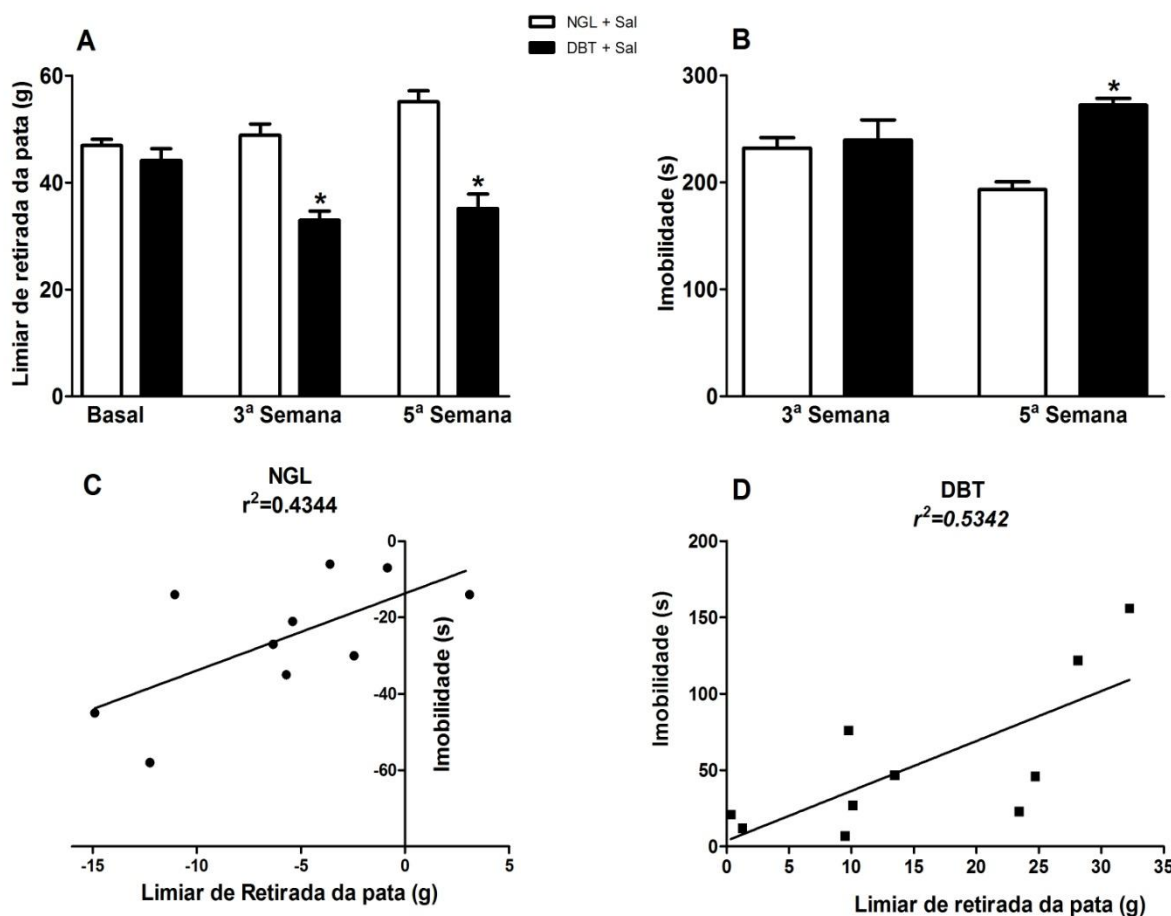 NGL + Sal
DBT + Sal
A
Limiar de retirada da pata (g)
60
40
20
0
*
*
Basal
3ª Semana
5ª Semana
B
Imobilidade (s)
300
200
100
0
*
3ª Semana
5ª Semana
C
NGL
r²=0.4344
0
-20
-40
-60
Imobilidade (s)
-15
-10
-5
0
5
Limiar de Retirada da pata (g)
D
DBT
r²=0.5342
Imobilidade (s)
200
150
100
50
0
0
5
10
15
20
25
30
35
Limiar de retirada da pata (g)